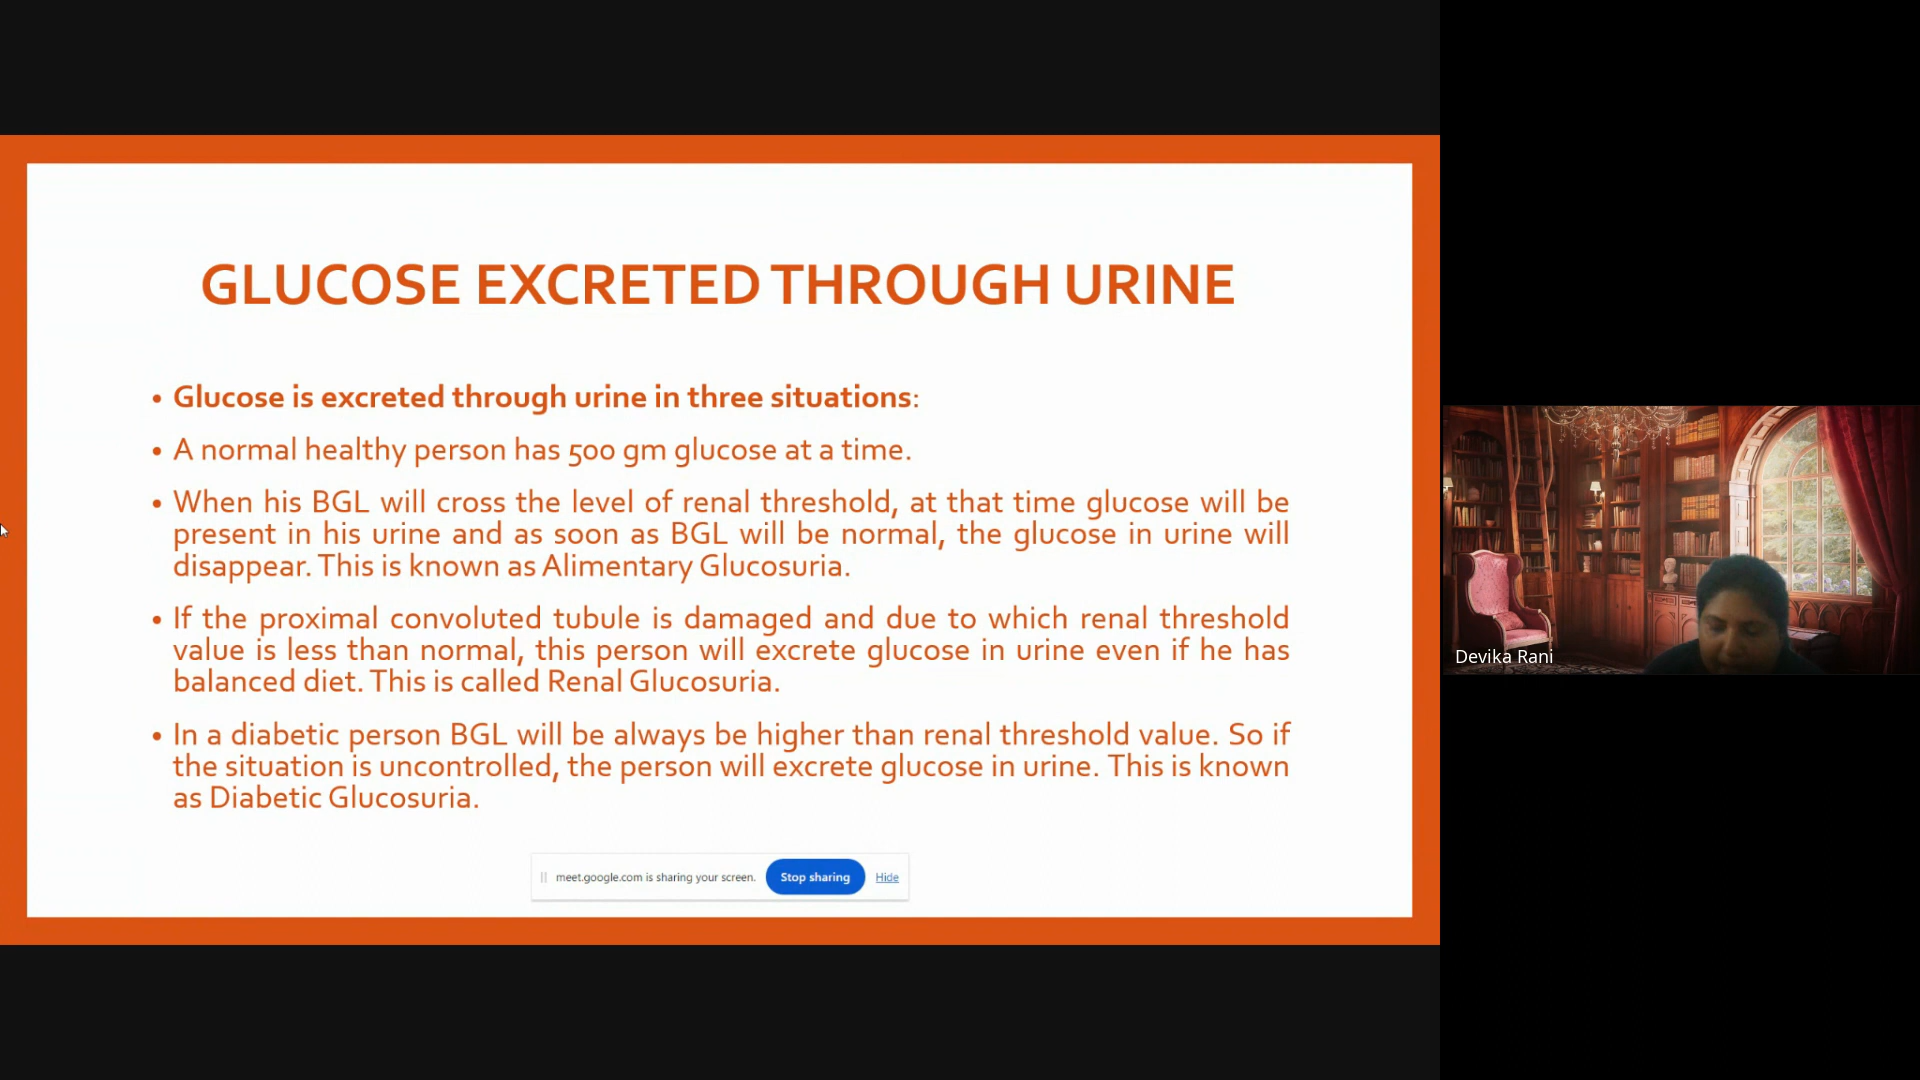 GLUCOSE EXCRETED THROUGH URINE
• Glucose is excreted through urine in three situations:
• A normal healthy person has 500 gm glucose at a time.
• When his BGL will cross the level of renal threshold, at that time glucose will be
present in his urine and as soon as BGL will be normal, the glucose in urine will
disappear. This is known as Alimentary Glucosuria.
• If the proximal convoluted tubule is damaged and due to which renal threshold
value is less than normal, this person will excrete glucose in urine even if he has
balanced diet. This is called Renal Glucosuria.
• In a diabetic person BGL will be always be higher than renal threshold value. So if
the situation is uncontrolled, the person will excrete glucose in urine. This is known
as Diabetic Glucosuria.
meet.google.com is sharing your screen. Stop sharing Hide
Devika Rani